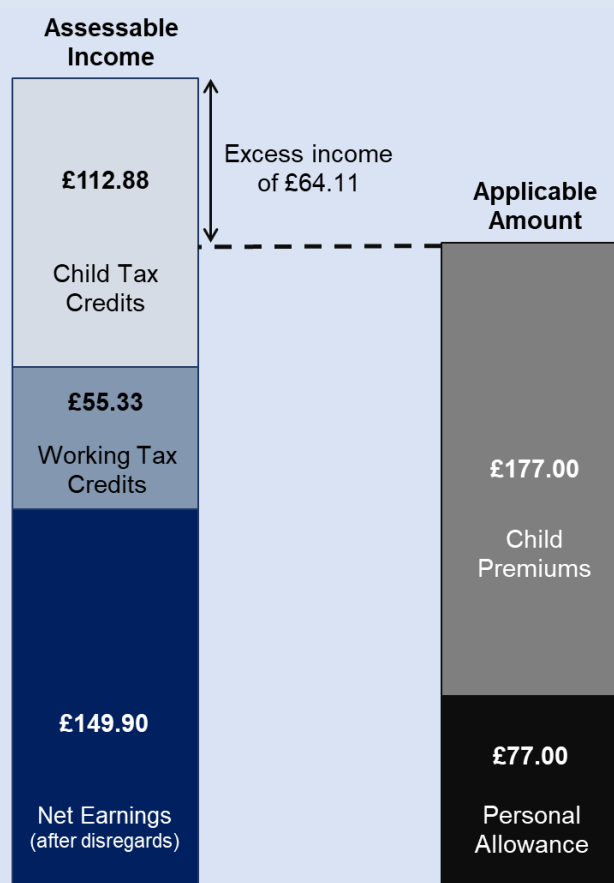 Assessable
Income
£112.88
Child Tax
Credits
£55.33
Working Tax
Credits
£149.90
Net Earnings
(after disregards)
Excess income
of £64.11
Applicable
Amount
£177.00
Child
Premiums
£77.00
Personal
Allowance